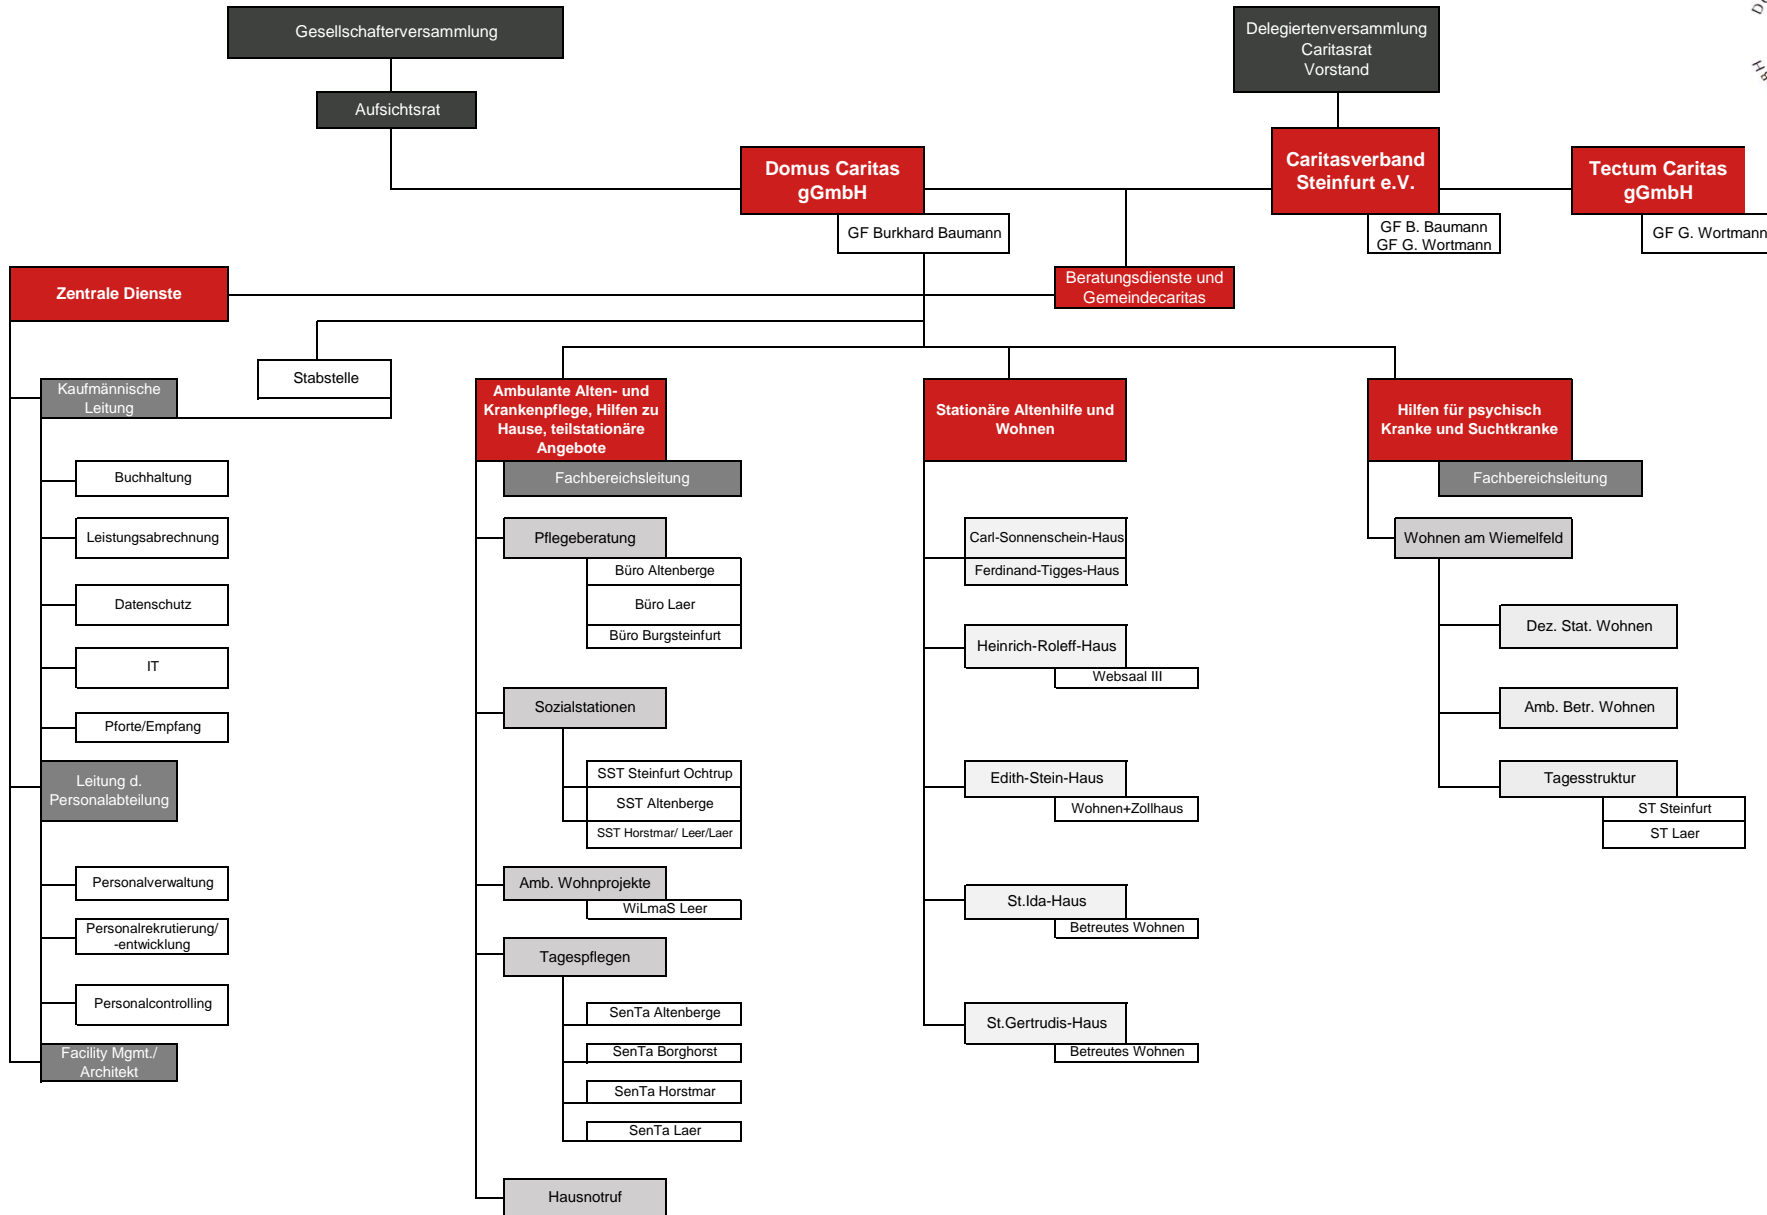 Gesellschafterversammlung
Aufsichtsrat
Delegiertenversammlung
Caritasrat
Vorstand
Domus Caritas
gGmbH
GF Burkhard Baumann
Caritasverband
Steinfurt e.V.
GF B. Baumann
GF G. Wortmann
Tectum Caritas
gGmbH
GF G. Wortmann
Zentrale Dienste
Beratungsdienste und
Gemeindecaritas
Stabstelle
Kaufmännische
Leitung
Buchhaltung
Leistungsabrechnung
Datenschutz
IT
Pforte/Empfang
Leitung d.
Personalabteilung
Personalverwaltung
Personalrekrutierung/
-entwicklung
Personalcontrolling
Facility Mgmt./
Architekt
Ambulante Alten- und
Krankenpflege, Hilfen zu
Hause, teilstationäre
Angebote
Fachbereichsleitung
Pflegeberatung
Büro Altenberge
Büro Laer
Büro Burgsteinfurt
Sozialstationen
SST Steinfurt Ochtrup
SST Altenberge
SST Horstmar/ Leer/Laer
Amb. Wohnprojekte
WiLmaS Leer
Tagespflegen
SenTa Altenberge
SenTa Borghorst
SenTa Horstmar
SenTa Laer
Hausnotruf
Stationäre Altenhilfe und
Wohnen
Carl-Sonnenschein-Haus
Ferdinand-Tigges-Haus
Heinrich-Roleff-Haus
Websaal III
Edith-Stein-Haus
Wohnen+Zollhaus
St.Ida-Haus
Betreutes Wohnen
St.Gertrudis-Haus
Betreutes Wohnen
Hilfen für psychisch
Kranke und Suchtkranke
Fachbereichsleitung
Wohnen am Wiemelfeld
Dez. Stat. Wohnen
Amb. Betr. Wohnen
Tagesstruktur
ST Steinfurt
ST Laer